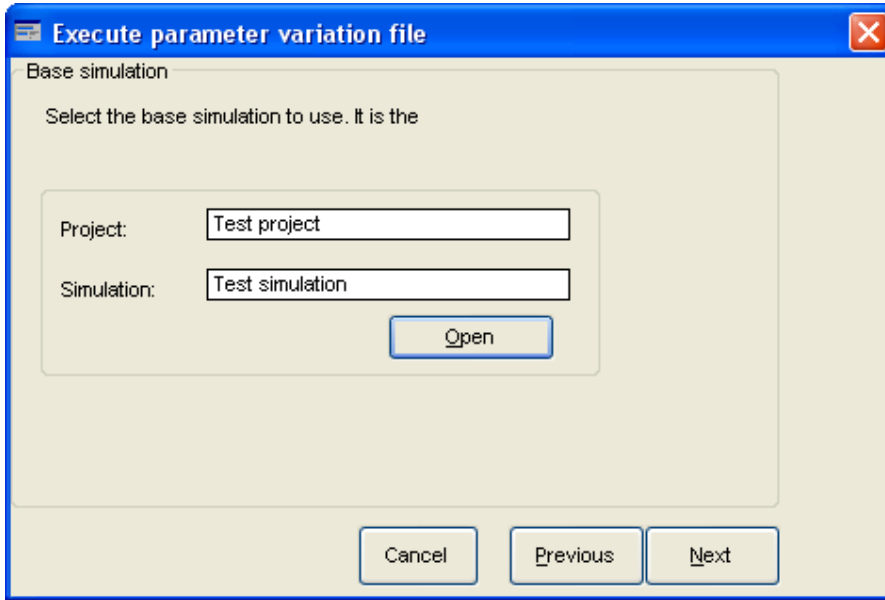 Execute parameter variation file
Base simulation
Select the base simulation to use. It is the
Project: Test project
Simulation: Test simulation
Open
Cancel Previous Next